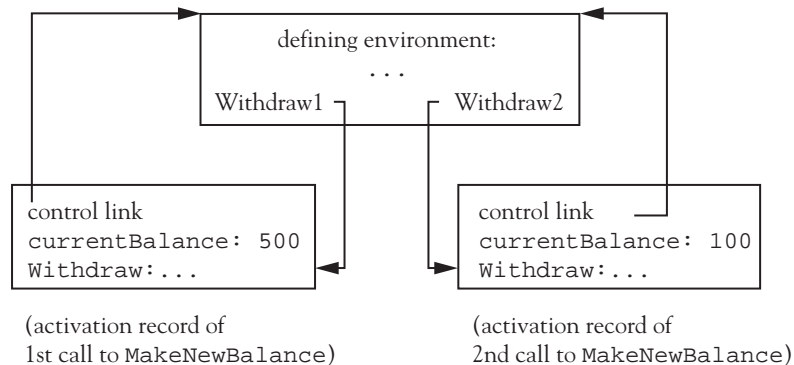 defining environment:
. . .
Withdraw1 Withdraw2
control link
currentBalance: 500
Withdraw:...
control link
currentBalance: 100
Withdraw:...
(activation record of
1st call to MakeNewBalance)
(activation record of
2nd call to MakeNewBalance)